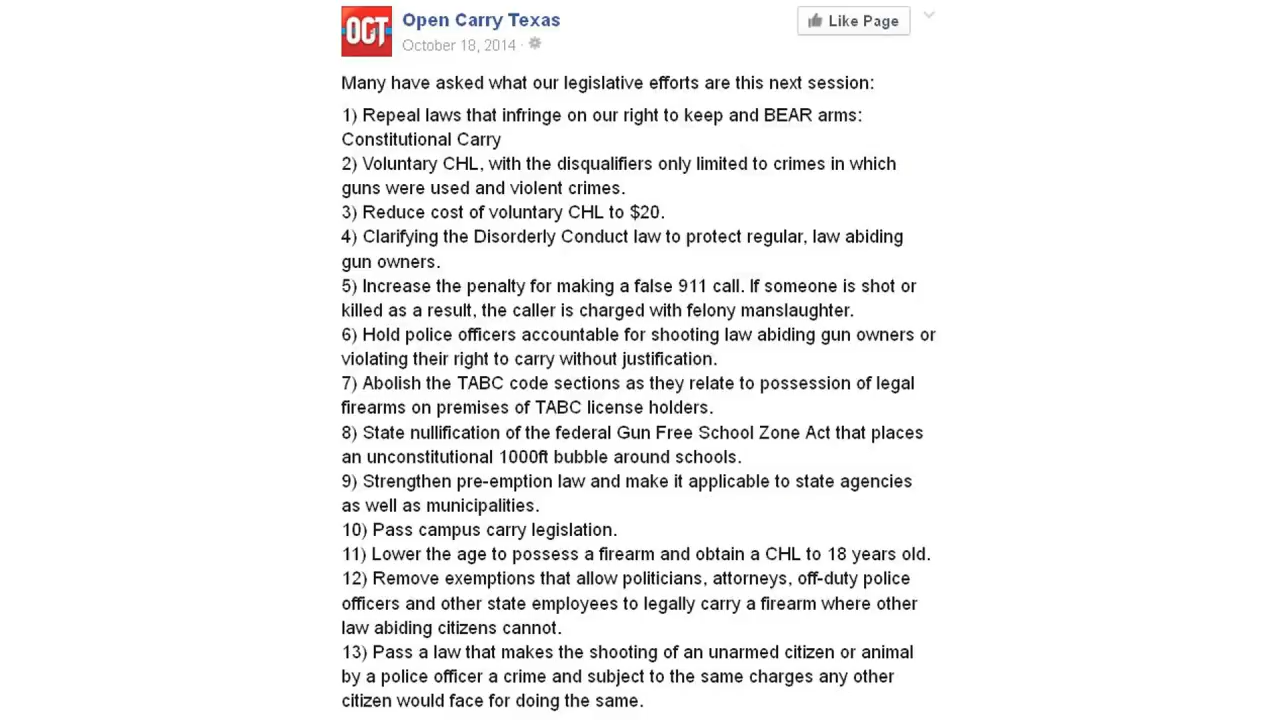 OCT
Open Carry Texas
October 18, 2014 ·
Like Page
Many have asked what our legislative efforts are this next session:
1) Repeal laws that infringe on our right to keep and BEAR arms:
Constitutional Carry
2) Voluntary CHL, with the disqualifiers only limited to crimes in which
guns were used and violent crimes.
3) Reduce cost of voluntary CHL to $20.
4) Clarifying the Disorderly Conduct law to protect regular, law abiding
gun owners.
5) Increase the penalty for making a false 911 call. If someone is shot or
killed as a result, the caller is charged with felony manslaughter.
6) Hold police officers accountable for shooting law abiding gun owners or
violating their right to carry without justification.
7) Abolish the TABC code sections as they relate to possession of legal
firearms on premises of TABC license holders.
8) State nullification of the federal Gun Free School Zone Act that places
an unconstitutional 1000ft bubble around schools.
9) Strengthen pre-emption law and make it applicable to state agencies
as well as municipalities.
10) Pass campus carry legislation.
11) Lower the age to possess a firearm and obtain a CHL to 18 years old.
12) Remove exemptions that allow politicians, attorneys, off-duty police
officers and other state employees to legally carry a firearm where other
law abiding citizens cannot.
13) Pass a law that makes the shooting of an unarmed citizen or animal
by a police officer a crime and subject to the same charges any other
citizen would face for doing the same.